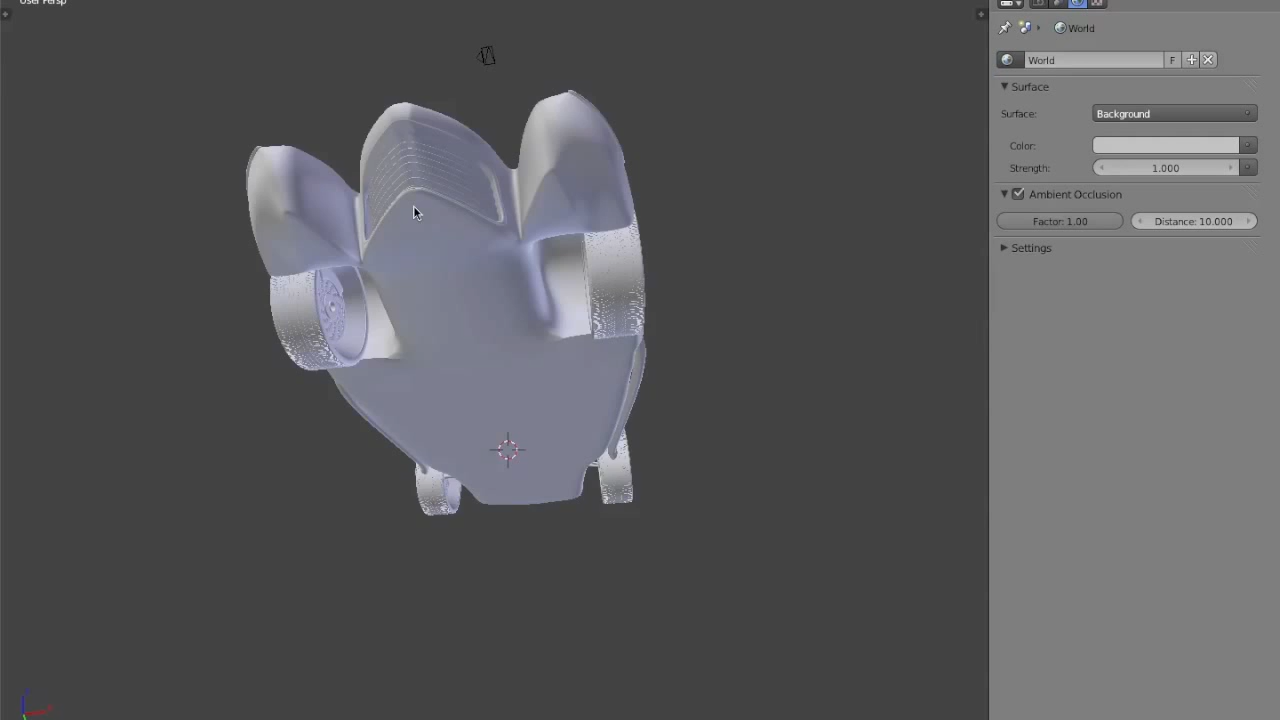 User Persp
World
World F
Surface
Surface: Background
Color:
Strength: 1.000
Ambient Occlusion
Factor: 1.00 Distance: 10.000
Settings